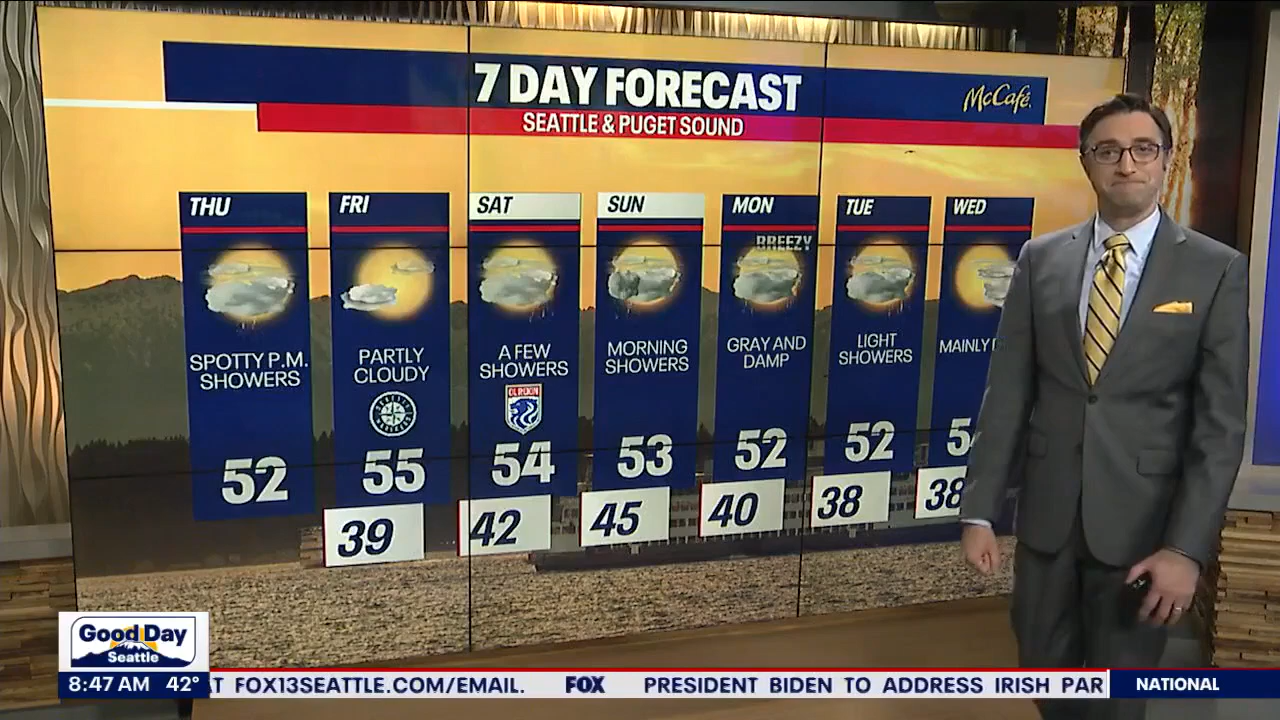 7 DAY FORECAST
McCafé
SEATTLE & PUGET SOUND
THU
SPOTTY P.M.
SHOWERS
52
FRI
PARTLY
CLOUDY
55
39
SAT
A FEW
SHOWERS
54
42
SUN
MORNING
SHOWERS
53
45
MON
BREEZY
GRAY AND
DAMP
52
40
TUE
LIGHT
SHOWERS
52
38
WED
MAINLY
38
Good Day
Seattle
8:47 AM 42°
FOX13SEATTLE.COM/EMAIL. FOX PRESIDENT BIDEN TO ADDRESS IRISH PAR
NATIONAL